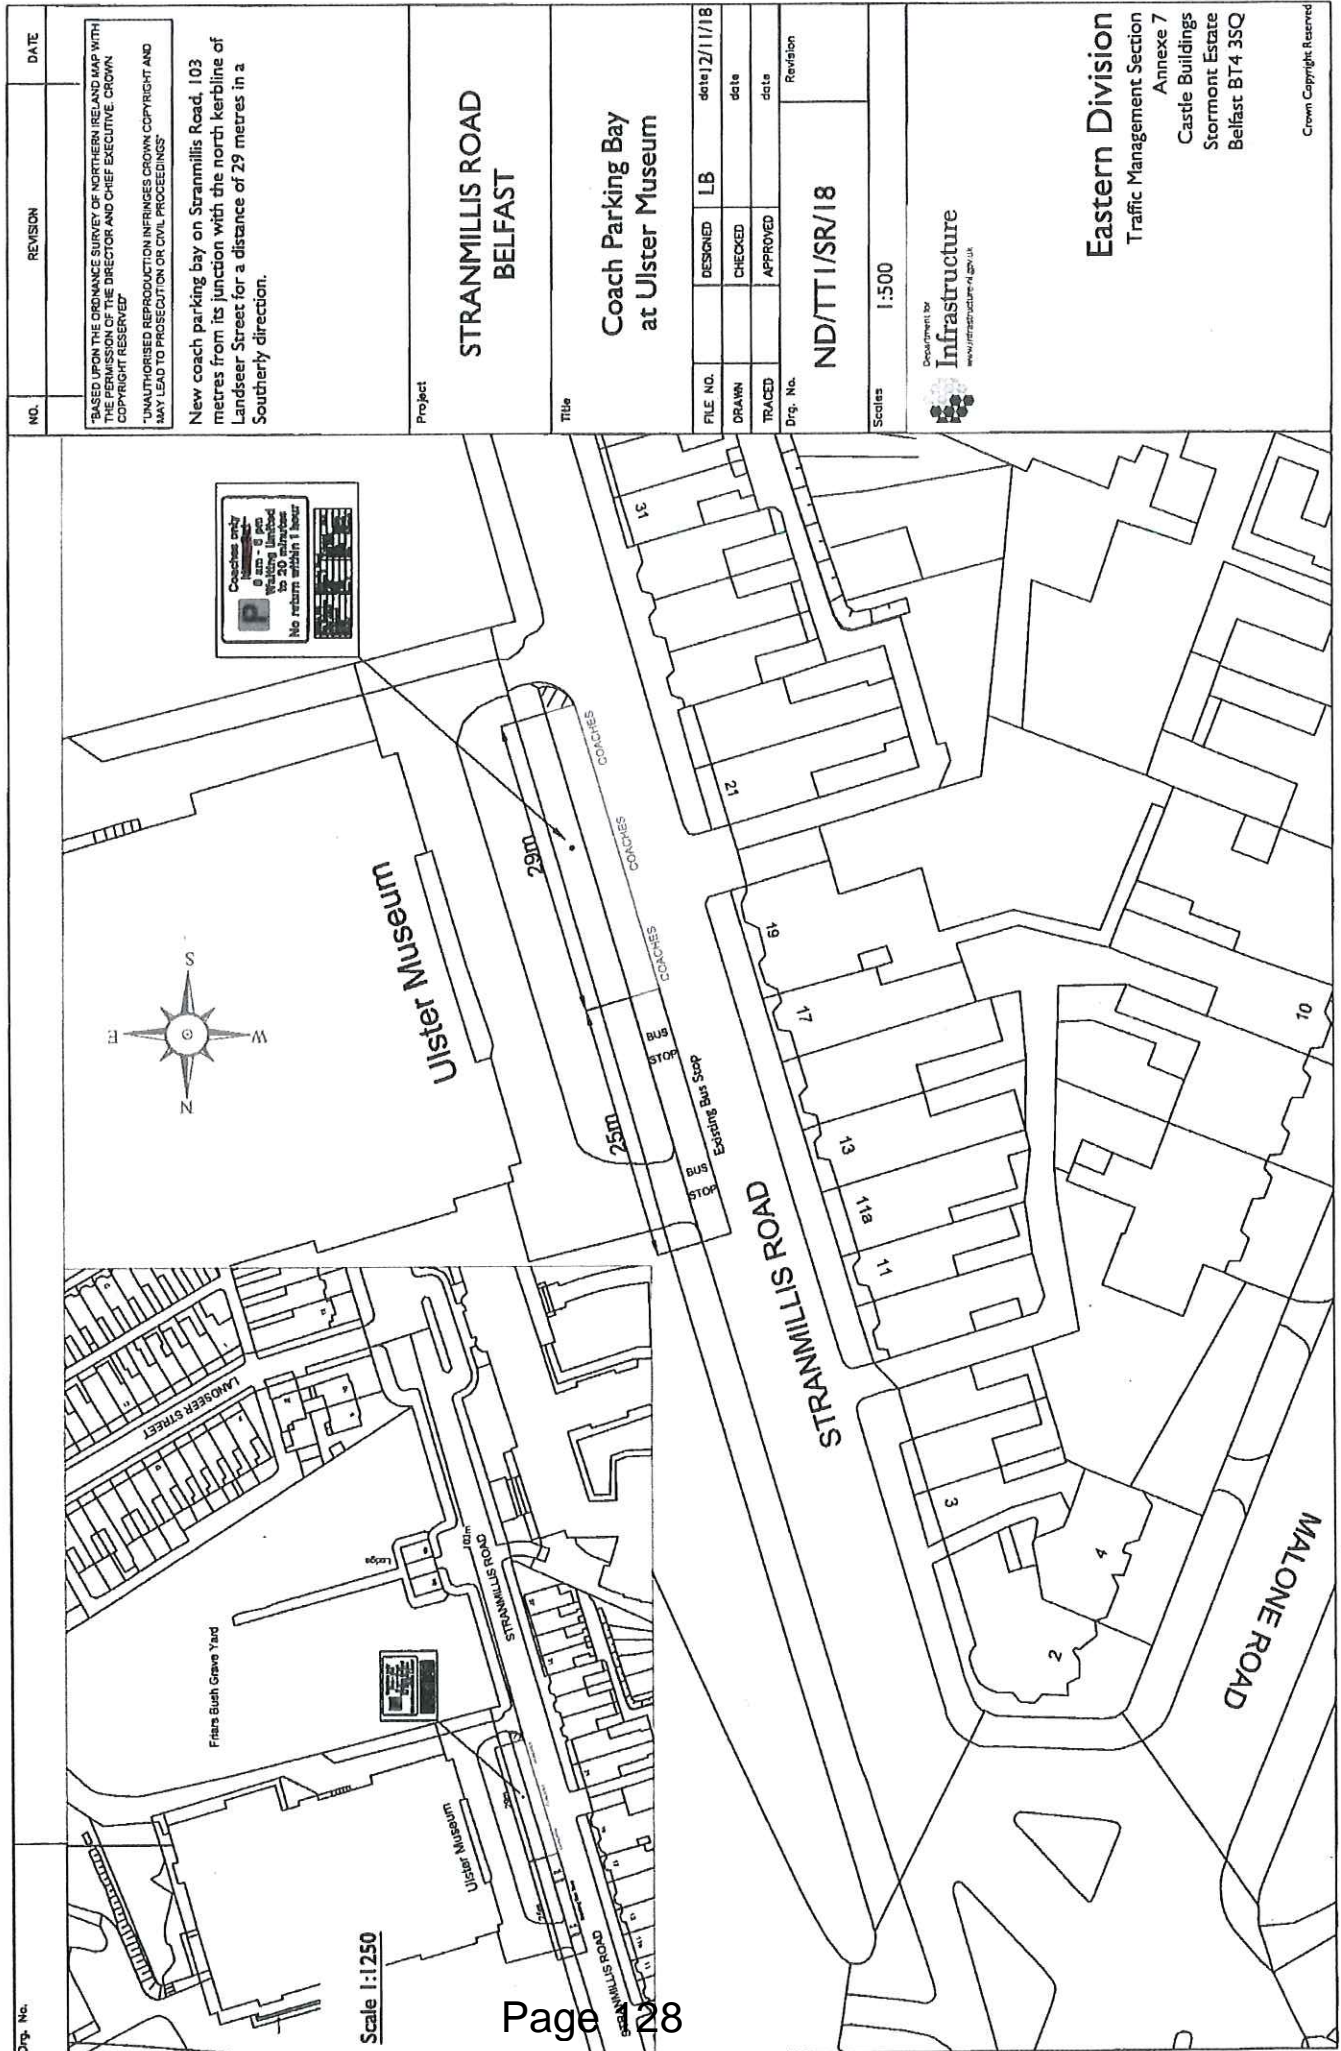 NO.
REVISION
DATE
"BASED UPON THE ORDNANCE SURVEY OF NORTHERN IRELAND MAP WITH
THE PERMISSION OF THE DIRECTOR AND CHIEF EXECUTIVE. CROWN
COPYRIGHT RESERVED"
"UNAUTHORISED REPRODUCTION INFRINGES CROWN COPYRIGHT AND
MAY LEAD TO PROSECUTION OR CIVIL PROCEEDINGS"
New coach parking bay on Stranmillis Road, 103
metres from its junction with the north kerbline of
Landseer Street for a distance of 29 metres in a
Southerly direction.
Project
STRANMILLIS ROAD
BELFAST
Title
Coach Parking Bay
at Ulster Museum
FILE NO.
DESIGNED LB date 12/11/18
DRAWN
CHECKED date
TRACED
APPROVED date
Drg. No.
ND/TT1/SR/18
Revision
Scales
1:500
Department for
Infrastructure
www.infrastructure-ni.gov.uk
Eastern Division
Traffic Management Section
Annexe 7
Castle Buildings
Stormont Estate
Belfast BT4 3SQ
Crown Copyright Reserved
Drg. No.
P
Coaches only
8 am - 6 pm
Waiting limited
to 20 minutes
No return within 1 hour
N
E
S
W
Ulster Museum
29m
25m
COACHES
COACHES
COACHES
BUS
STOP
BUS
STOP
Existing Bus Stop
STRANMILLIS ROAD
MALONE ROAD
31
21
19
17
13
11a
11
3
4
2
10
LANDSEER STREET
Friars Bush Grave Yard
Lodge
103m
STRANMILLIS ROAD
Ulster Museum
29m
25m
STRANMILLIS ROAD
Scale 1:1250
Page 128